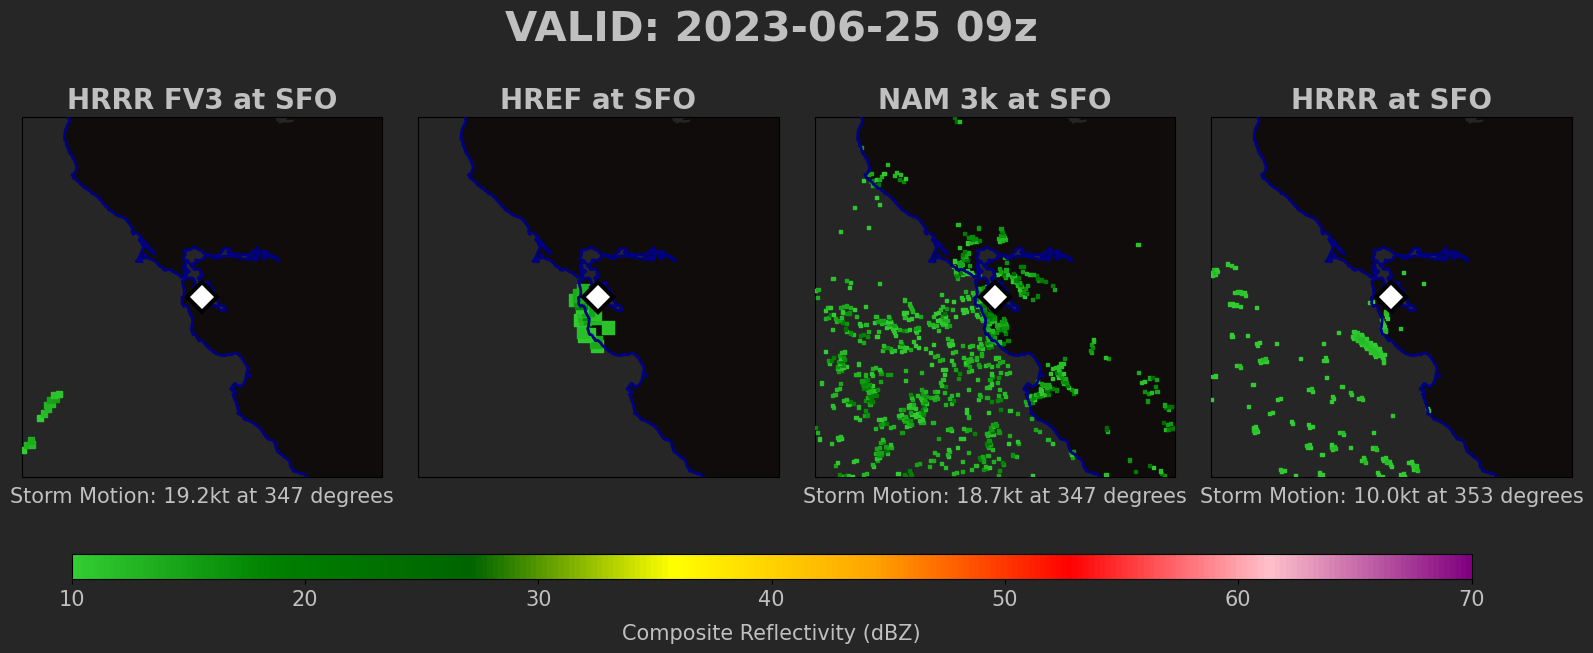 VALID: 2023-06-25 09z
HRRR FV3 at SFO
HREF at SFO
NAM 3k at SFO
HRRR at SFO
Storm Motion: 19.2kt at 347 degrees
Storm Motion: 18.7kt at 347 degrees
Storm Motion: 10.0kt at 353 degrees
10 20 30 40 50 60 70
Composite Reflectivity (dBZ)